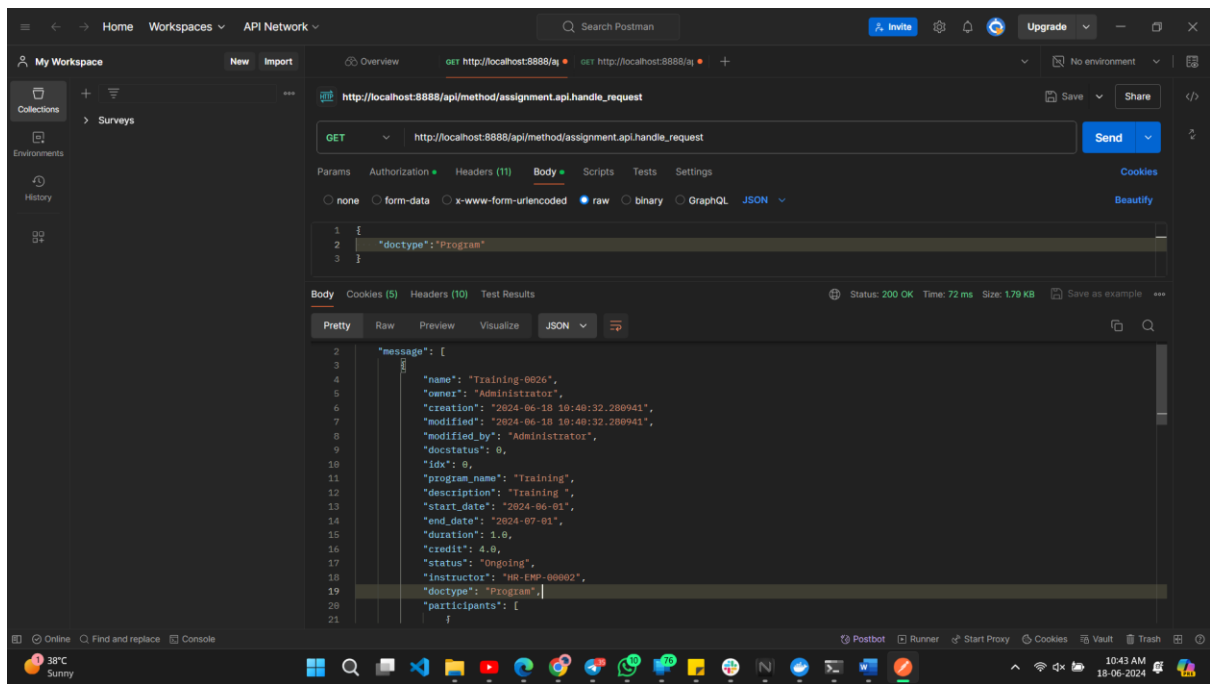 Home Workspaces API Network Search Postman Invite Upgrade
My Workspace New Import Overview GET http://localhost:8888/a GET http://localhost:8888/a No environment
HTTP http://localhost:8888/api/method/assignment.api.handle_request Save Share
Collections
Surveys
Environments
History
GET http://localhost:8888/api/method/assignment.api.handle_request Send
Params Authorization Headers (11) Body Scripts Tests Settings Cookies
none form-data x-www-form-urlencoded raw binary GraphQL JSON Beautify
1 {
2 "doctype":"Program"
3 }
Body Cookies (5) Headers (10) Test Results Status: 200 OK Time: 72 ms Size: 1.79 KB Save as example
Pretty Raw Preview Visualize JSON
2 "message": [
3 {
4 "name": "Training-0026",
5 "owner": "Administrator",
6 "creation": "2024-06-18 10:40:32.280941",
7 "modified": "2024-06-18 10:40:32.280941",
8 "modified_by": "Administrator",
9 "docstatus": 0,
10 "idx": 0,
11 "program_name": "Training",
12 "description": "Training ",
13 "start_date": "2024-06-01",
14 "end_date": "2024-07-01",
15 "duration": 1.0,
16 "credit": 4.0,
17 "status": "Ongoing",
18 "instructor": "HR-EMP-00002",
19 "doctype": "Program",
20 "participants": [
21 {
Online Find and replace Console Postbot Runner Start Proxy Cookies Vault Trash
1 38°C
Sunny
10 76
10:43 AM
18-06-2024